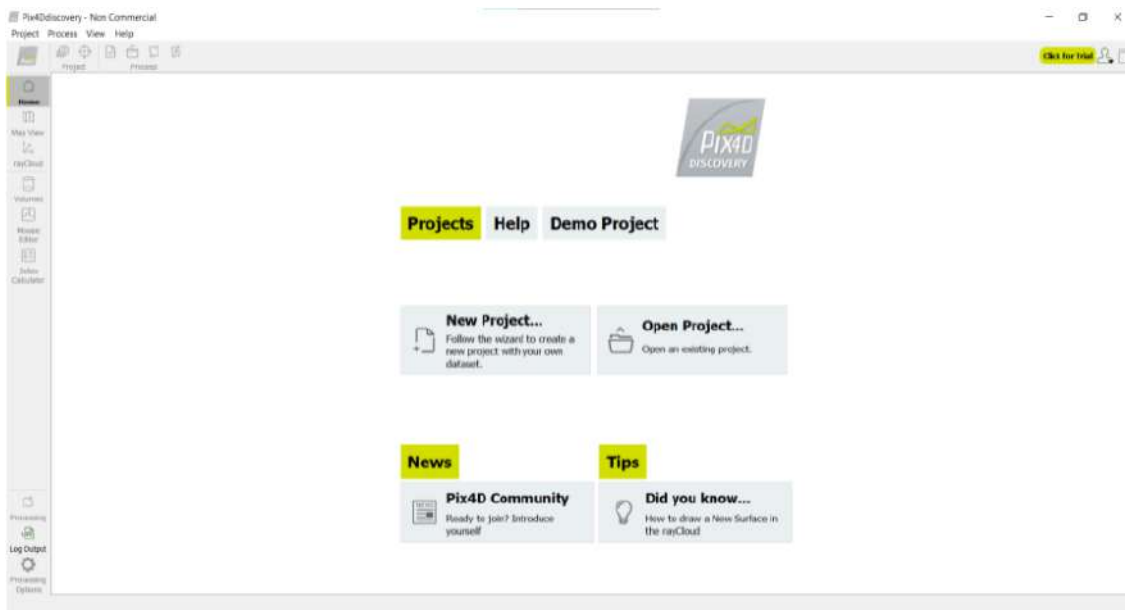 Pix4Ddiscovery - Non Commercial
Project Process View Help
Project
Process
Click for trial
Home
Map View
rayCloud
Volumes
Mosaic
Editor
Index
Calculator
PIX4D
DISCOVERY
Projects Help Demo Project
New Project...
Follow the wizard to create a
new project with your own
dataset.
Open Project...
Open an existing project.
News
Pix4D Community
Ready to join? Introduce
yourself
Tips
Did you know...
How to draw a New Surface in
the rayCloud
Processing
Log Output
Processing
Options